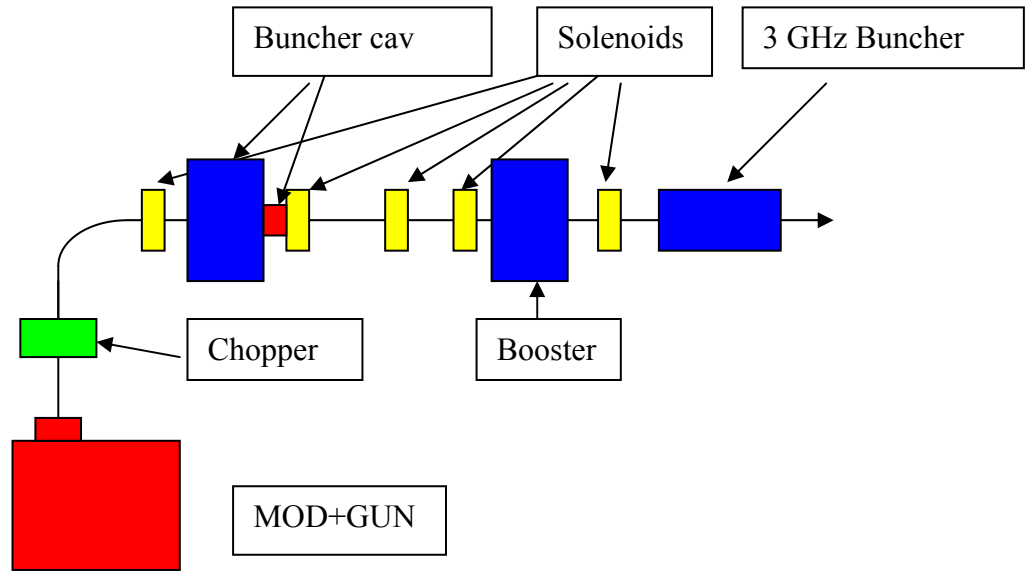 Buncher cav
Solenoids
3 GHz Buncher
Chopper
Booster
MOD+GUN